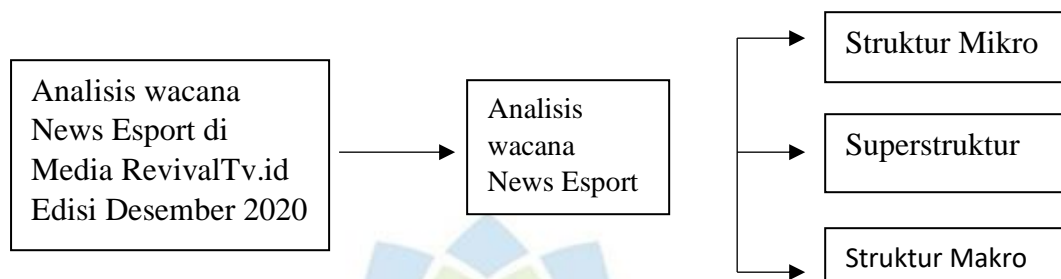 Analisis wacana
News Esport di
Media RevivalTv.id
Edisi Desember 2020
Analisis
wacana
News Esport
Struktur Mikro
Superstruktur
Struktur Makro